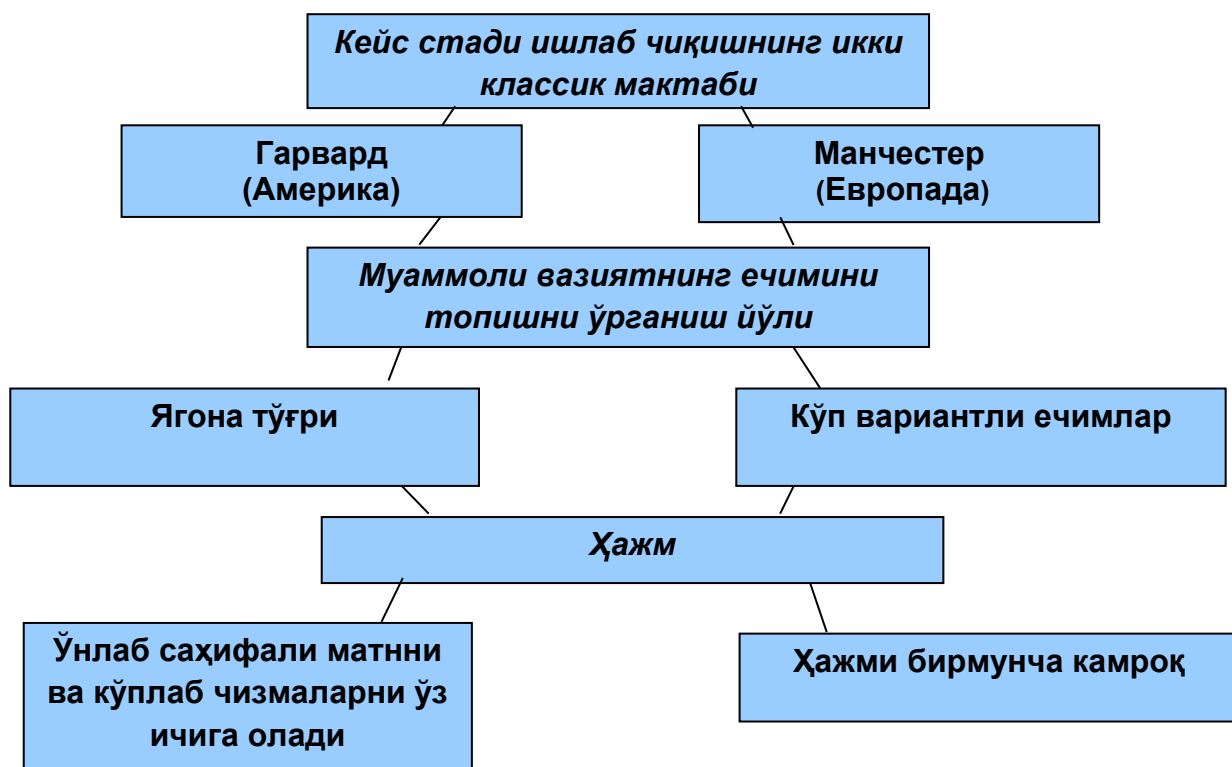 Кейс стади ишлаб чиқишнинг икки
классик мактаби
Гарвард
(Америка)
Манчестер
(Европада)
Муаммоли вазиятнинг ечимини
топишни ўрганиш йўли
Ягона тўғри
Кўп вариантли ечимлар
Ҳажм
Ўнлаб саҳифали матнни
ва кўплаб чизмаларни ўз
ичига олади
Ҳажми бирмунча камроқ